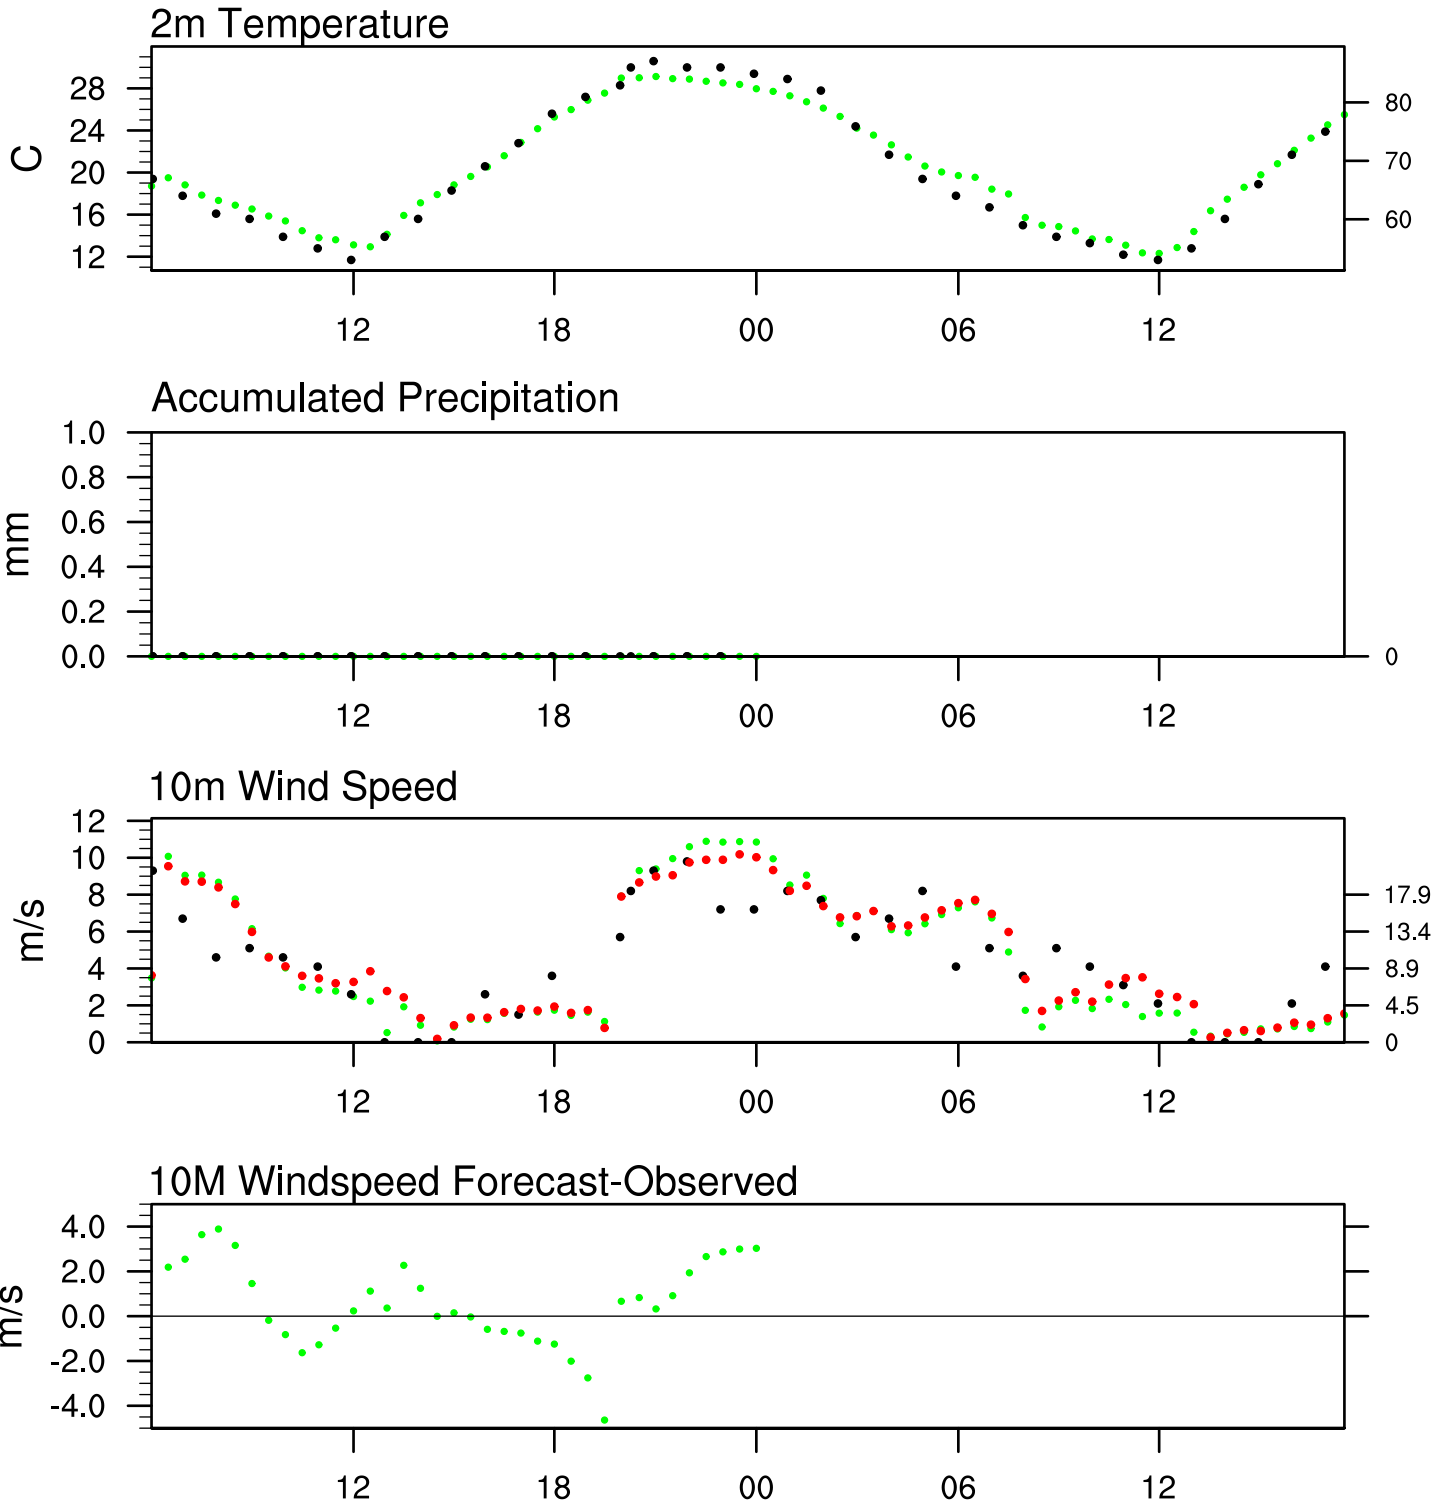 2m Temperature
C
28
24
20
16
12
80
70
60
12 18 00 06 12
Accumulated Precipitation
mm
1.0
0.8
0.6
0.4
0.2
0.0
0
12 18 00 06 12
10m Wind Speed
m/s
12
10
8
6
4
2
0
17.9
13.4
8.9
4.5
0
12 18 00 06 12
10M Windspeed Forecast-Observed
m/s
4.0
2.0
0.0
-2.0
-4.0
12 18 00 06 12